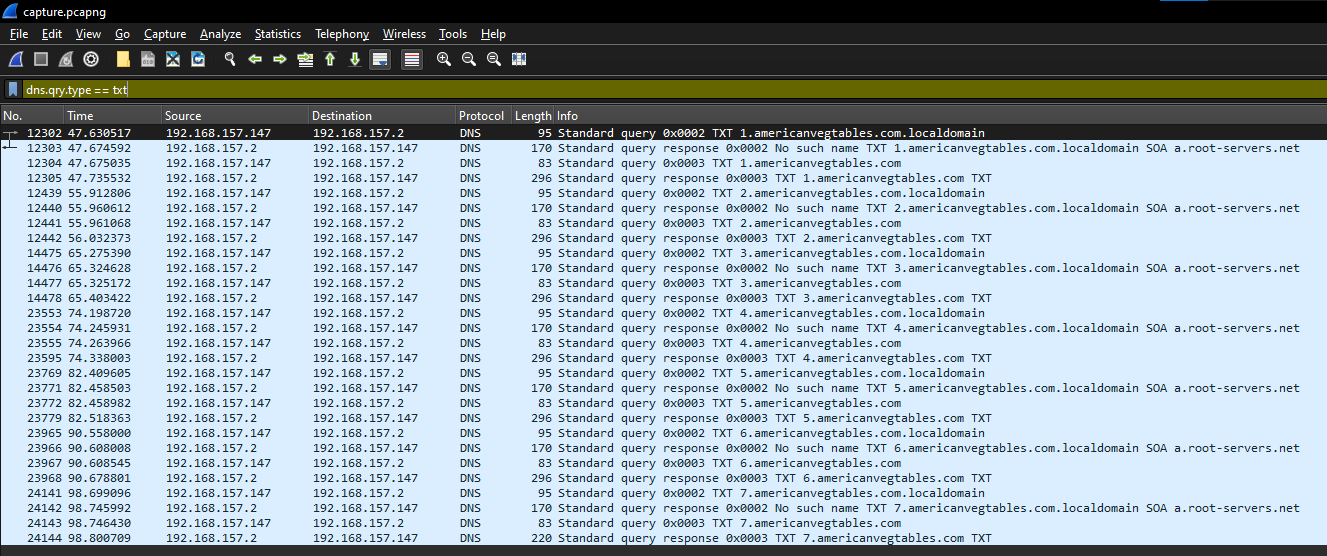 capture.pcapng
File Edit View Go Capture Analyze Statistics Telephony Wireless Tools Help
dns.qry.type == txt
No. Time Source Destination Protocol Length Info
12302 47.630517 192.168.157.147 192.168.157.2 DNS 95 Standard query 0x0002 TXT 1.americanvegtables.com.localdomain
12303 47.674592 192.168.157.2 192.168.157.147 DNS 170 Standard query response 0x0002 No such name TXT 1.americanvegtables.com.localdomain SOA a.root-servers.net
12304 47.675035 192.168.157.147 192.168.157.2 DNS 83 Standard query 0x0003 TXT 1.americanvegtables.com
12305 47.735532 192.168.157.2 192.168.157.147 DNS 296 Standard query response 0x0003 TXT 1.americanvegtables.com TXT
12439 55.912806 192.168.157.147 192.168.157.2 DNS 95 Standard query 0x0002 TXT 2.americanvegtables.com.localdomain
12440 55.960612 192.168.157.2 192.168.157.147 DNS 170 Standard query response 0x0002 No such name TXT 2.americanvegtables.com.localdomain SOA a.root-servers.net
12441 55.961068 192.168.157.147 192.168.157.2 DNS 83 Standard query 0x0003 TXT 2.americanvegtables.com
12442 56.032373 192.168.157.2 192.168.157.147 DNS 296 Standard query response 0x0003 TXT 2.americanvegtables.com TXT
14475 65.275390 192.168.157.147 192.168.157.2 DNS 95 Standard query 0x0002 TXT 3.americanvegtables.com.localdomain
14476 65.324628 192.168.157.2 192.168.157.147 DNS 170 Standard query response 0x0002 No such name TXT 3.americanvegtables.com.localdomain SOA a.root-servers.net
14477 65.325172 192.168.157.147 192.168.157.2 DNS 83 Standard query 0x0003 TXT 3.americanvegtables.com
14478 65.403422 192.168.157.2 192.168.157.147 DNS 296 Standard query response 0x0003 TXT 3.americanvegtables.com TXT
23553 74.198720 192.168.157.147 192.168.157.2 DNS 95 Standard query 0x0002 TXT 4.americanvegtables.com.localdomain
23554 74.245931 192.168.157.2 192.168.157.147 DNS 170 Standard query response 0x0002 No such name TXT 4.americanvegtables.com.localdomain SOA a.root-servers.net
23555 74.263966 192.168.157.147 192.168.157.2 DNS 83 Standard query 0x0003 TXT 4.americanvegtables.com
23595 74.338003 192.168.157.2 192.168.157.147 DNS 296 Standard query response 0x0003 TXT 4.americanvegtables.com TXT
23769 82.409605 192.168.157.147 192.168.157.2 DNS 95 Standard query 0x0002 TXT 5.americanvegtables.com.localdomain
23771 82.458503 192.168.157.2 192.168.157.147 DNS 170 Standard query response 0x0002 No such name TXT 5.americanvegtables.com.localdomain SOA a.root-servers.net
23772 82.458982 192.168.157.147 192.168.157.2 DNS 83 Standard query 0x0003 TXT 5.americanvegtables.com
23779 82.518363 192.168.157.2 192.168.157.147 DNS 296 Standard query response 0x0003 TXT 5.americanvegtables.com TXT
23965 90.558000 192.168.157.147 192.168.157.2 DNS 95 Standard query 0x0002 TXT 6.americanvegtables.com.localdomain
23966 90.608008 192.168.157.2 192.168.157.147 DNS 170 Standard query response 0x0002 No such name TXT 6.americanvegtables.com.localdomain SOA a.root-servers.net
23967 90.608545 192.168.157.147 192.168.157.2 DNS 83 Standard query 0x0003 TXT 6.americanvegtables.com
23968 90.678801 192.168.157.2 192.168.157.147 DNS 296 Standard query response 0x0003 TXT 6.americanvegtables.com TXT
24141 98.699096 192.168.157.147 192.168.157.2 DNS 95 Standard query 0x0002 TXT 7.americanvegtables.com.localdomain
24142 98.745992 192.168.157.2 192.168.157.147 DNS 170 Standard query response 0x0002 No such name TXT 7.americanvegtables.com.localdomain SOA a.root-servers.net
24143 98.746430 192.168.157.147 192.168.157.2 DNS 83 Standard query 0x0003 TXT 7.americanvegtables.com
24144 98.800709 192.168.157.2 192.168.157.147 DNS 220 Standard query response 0x0003 TXT 7.americanvegtables.com TXT